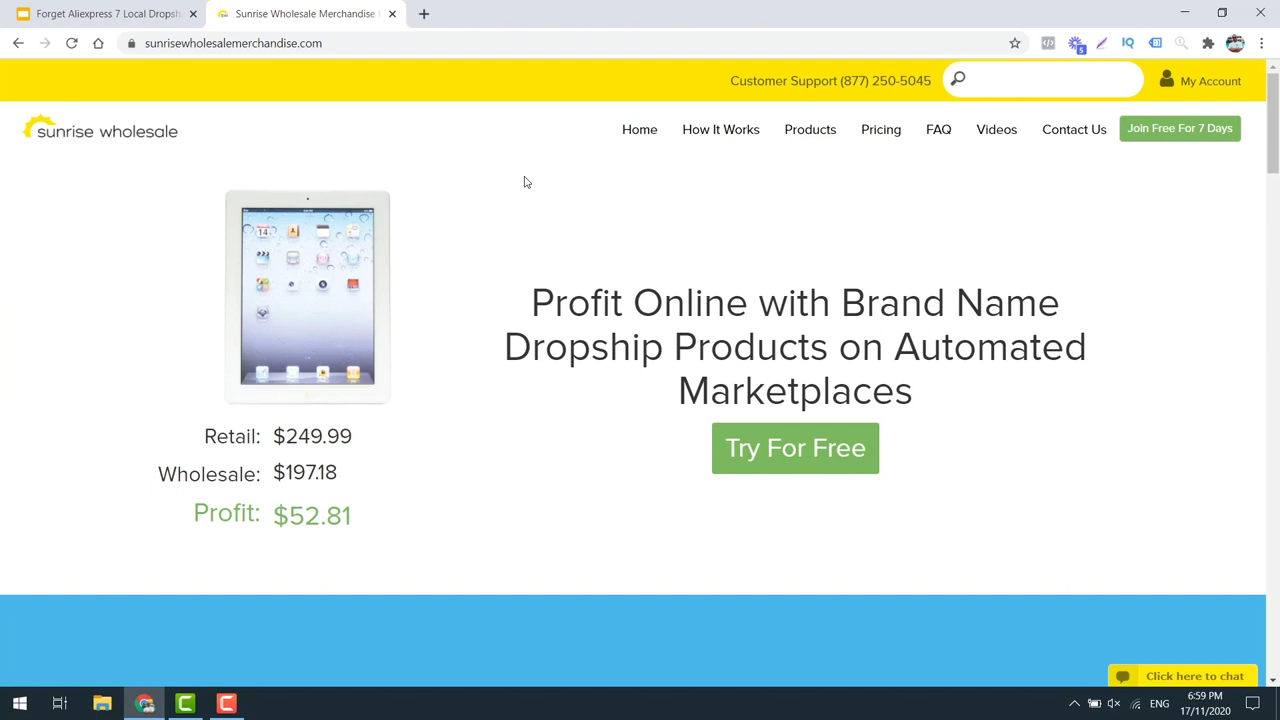 Forget Aliexpress 7 Local Dropsh
Sunrise Wholesale Merchandise
sunrisewholesalemerchandise.com
5
IQ
Customer Support (877) 250-5045
My Account
sunrise wholesale
Home
How It Works
Products
Pricing
FAQ
Videos
Contact Us
Join Free For 7 Days
14
Retail: $249.99
Wholesale: $197.18
Profit: $52.81
Profit Online with Brand Name
Dropship Products on Automated
Marketplaces
Try For Free
Click here to chat
ENG
6:59 PM
17/11/2020